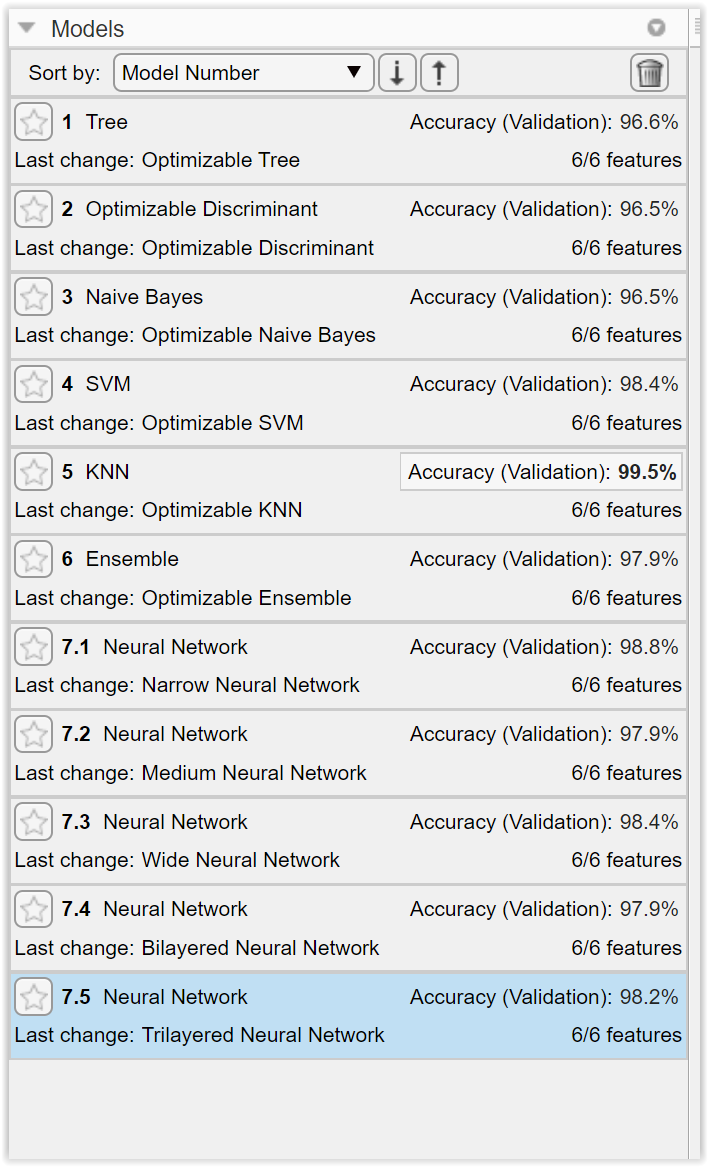 Models
Sort by: Model Number
1 Tree Accuracy (Validation): 96.6%
Last change: Optimizable Tree 6/6 features
2 Optimizable Discriminant Accuracy (Validation): 96.5%
Last change: Optimizable Discriminant 6/6 features
3 Naive Bayes Accuracy (Validation): 96.5%
Last change: Optimizable Naive Bayes 6/6 features
4 SVM Accuracy (Validation): 98.4%
Last change: Optimizable SVM 6/6 features
5 KNN Accuracy (Validation): 99.5%
Last change: Optimizable KNN 6/6 features
6 Ensemble Accuracy (Validation): 97.9%
Last change: Optimizable Ensemble 6/6 features
7.1 Neural Network Accuracy (Validation): 98.8%
Last change: Narrow Neural Network 6/6 features
7.2 Neural Network Accuracy (Validation): 97.9%
Last change: Medium Neural Network 6/6 features
7.3 Neural Network Accuracy (Validation): 98.4%
Last change: Wide Neural Network 6/6 features
7.4 Neural Network Accuracy (Validation): 97.9%
Last change: Bilayered Neural Network 6/6 features
7.5 Neural Network Accuracy (Validation): 98.2%
Last change: Trilayered Neural Network 6/6 features